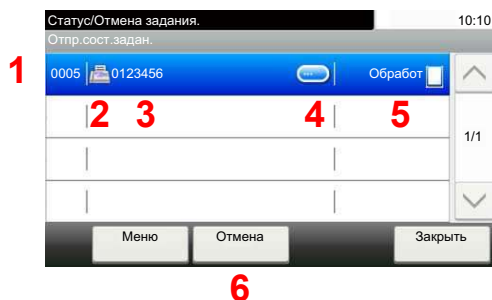 Статус/Отмена задания. 10:10
Отпр.сост.задан.
1 0005 0123456 ... Обработ
2 3 4 5
1/1
Меню Отмена Закрыть
6